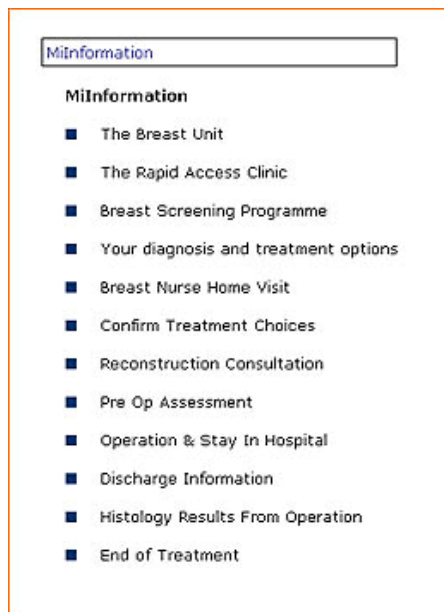 MiInformation
MiInformation
The Breast Unit
The Rapid Access Clinic
Breast Screening Programme
Your diagnosis and treatment options
Breast Nurse Home Visit
Confirm Treatment Choices
Reconstruction Consultation
Pre Op Assessment
Operation & Stay In Hospital
Discharge Information
Histology Results From Operation
End of Treatment